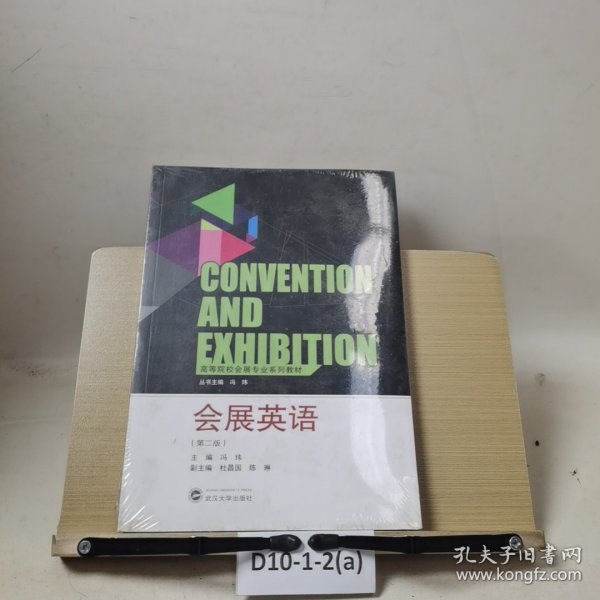 CONVENTION
AND
EXHIBITION
高等院校会展专业系列教材
丛书主编 冯 玮
会展英语
(第二版)
主 编 冯 玮
副主编 杜昌国 陈 琳
武汉大学出版社
D10-1-2(a)
孔夫子旧书网
www.kongfz.com